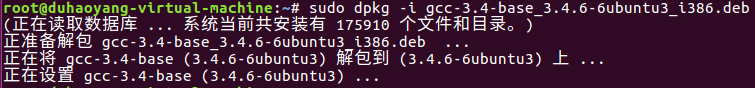 root@duhaoyang-virtual-machine:~# sudo dpkg -i gcc-3.4-base_3.4.6-6ubuntu3_i386.deb
(正在读取数据库 ... 系统当前共安装有 175910 个文件和目录。)
正准备解包 gcc-3.4-base_3.4.6-6ubuntu3_i386.deb  ...
正在将 gcc-3.4-base (3.4.6-6ubuntu3) 解包到 (3.4.6-6ubuntu3) 上 ...
正在设置 gcc-3.4-base (3.4.6-6ubuntu3) ...